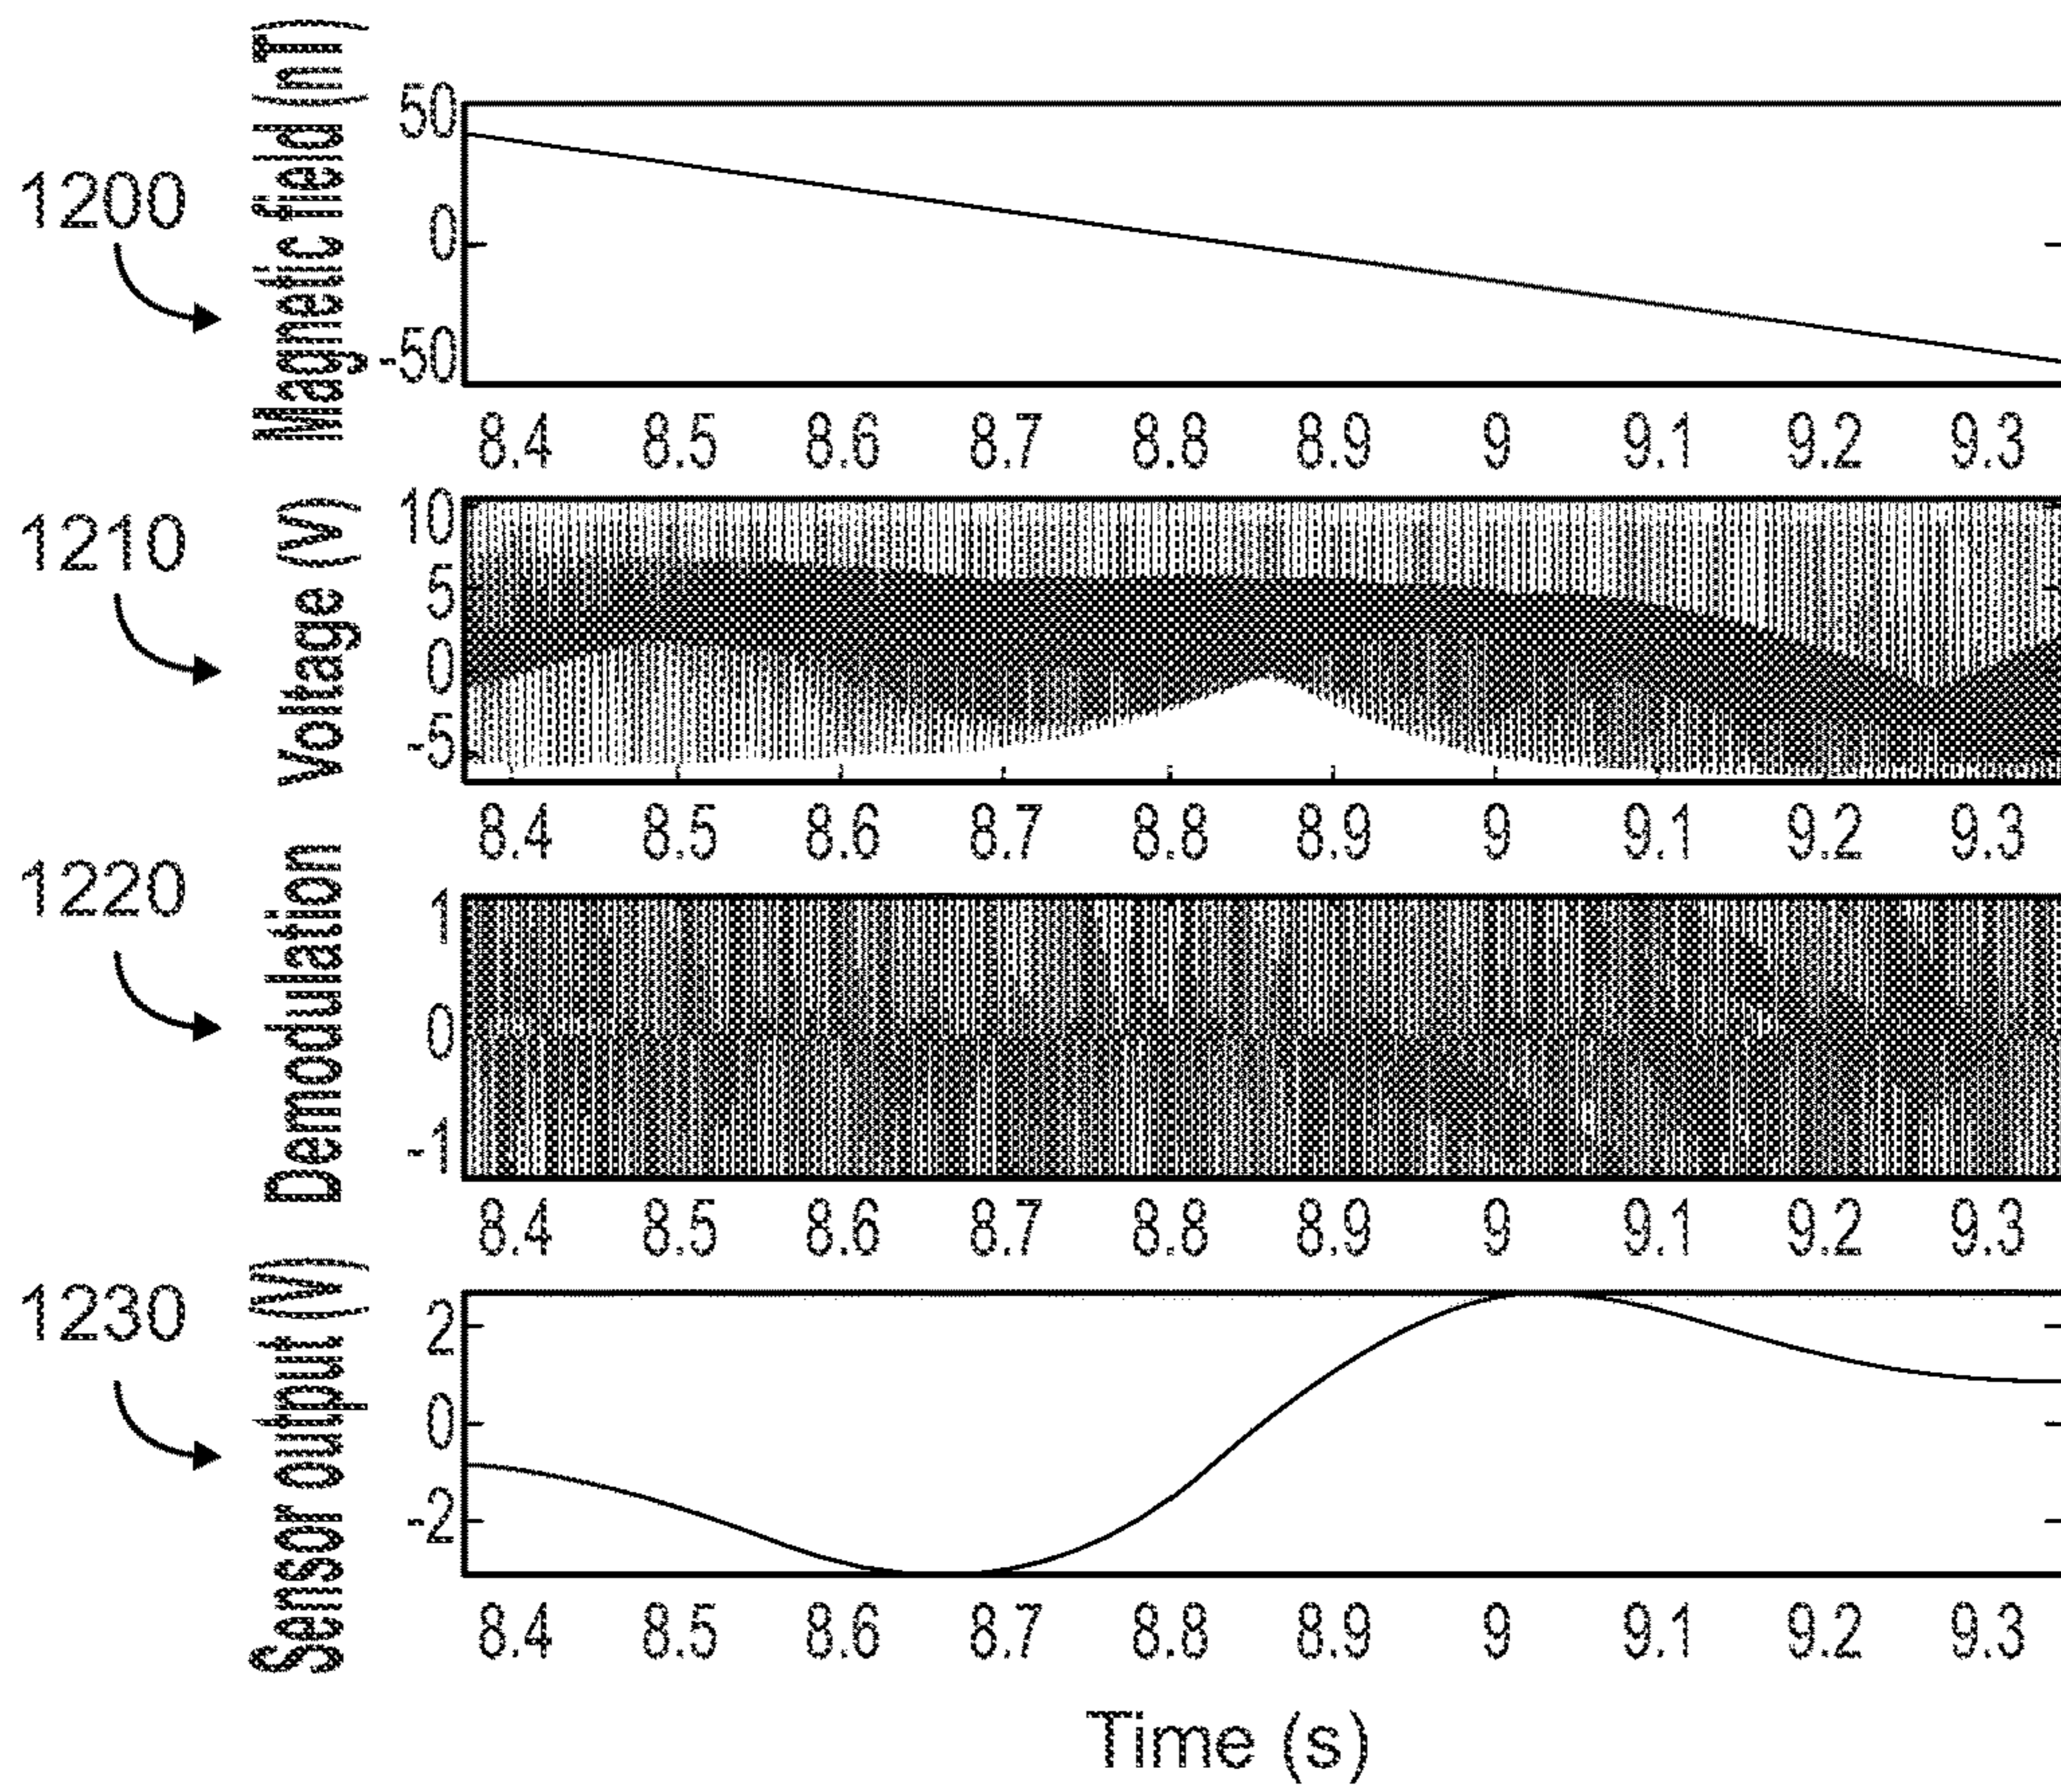 1200
Magnetic field (nT)
50
0
-50
8.4 8.5 8.6 8.7 8.8 8.9 9 9.1 9.2 9.3
1210
Voltage (V)
10
5
0
-5
8.4 8.5 8.6 8.7 8.8 8.9 9 9.1 9.2 9.3
1220
Demodulation
1
0
-1
8.4 8.5 8.6 8.7 8.8 8.9 9 9.1 9.2 9.3
1230
Sensor output (V)
2
0
-2
8.4 8.5 8.6 8.7 8.8 8.9 9 9.1 9.2 9.3
Time (s)